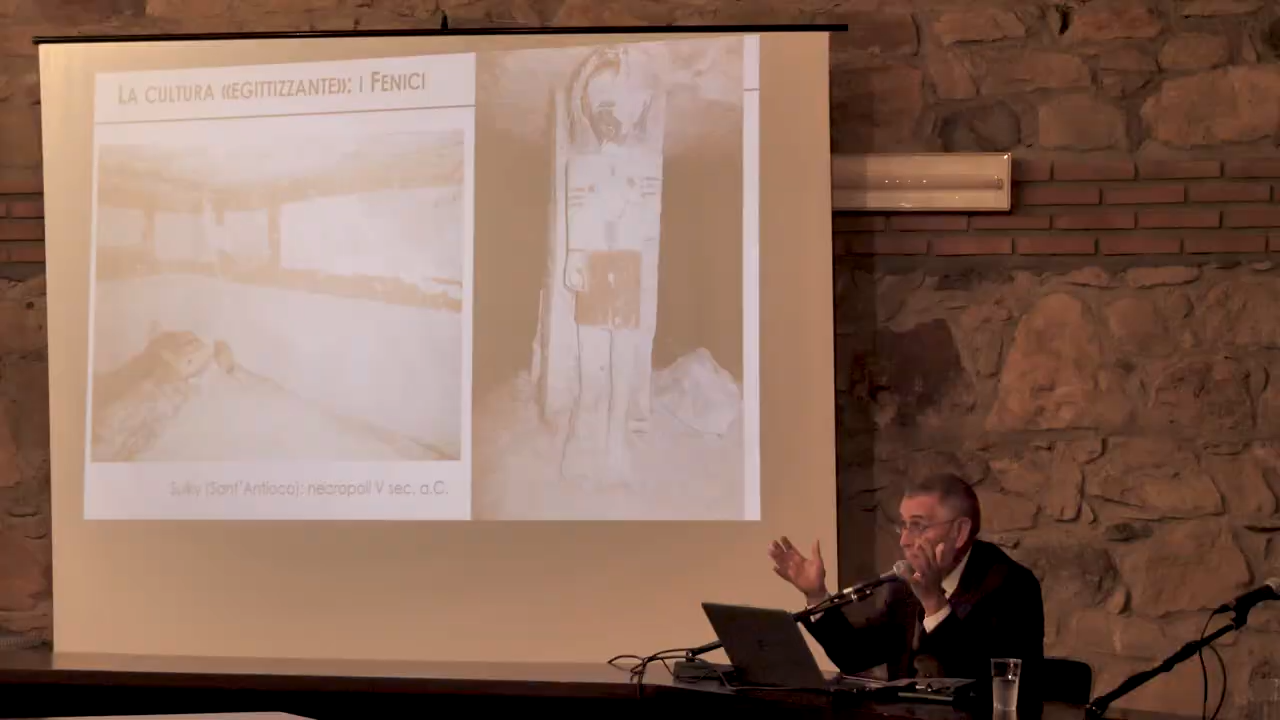 LA CULTURA «EGITTIZZANTE»: I FENICI
Sulky (Sant'Antioco): necropoli V sec. a.C.